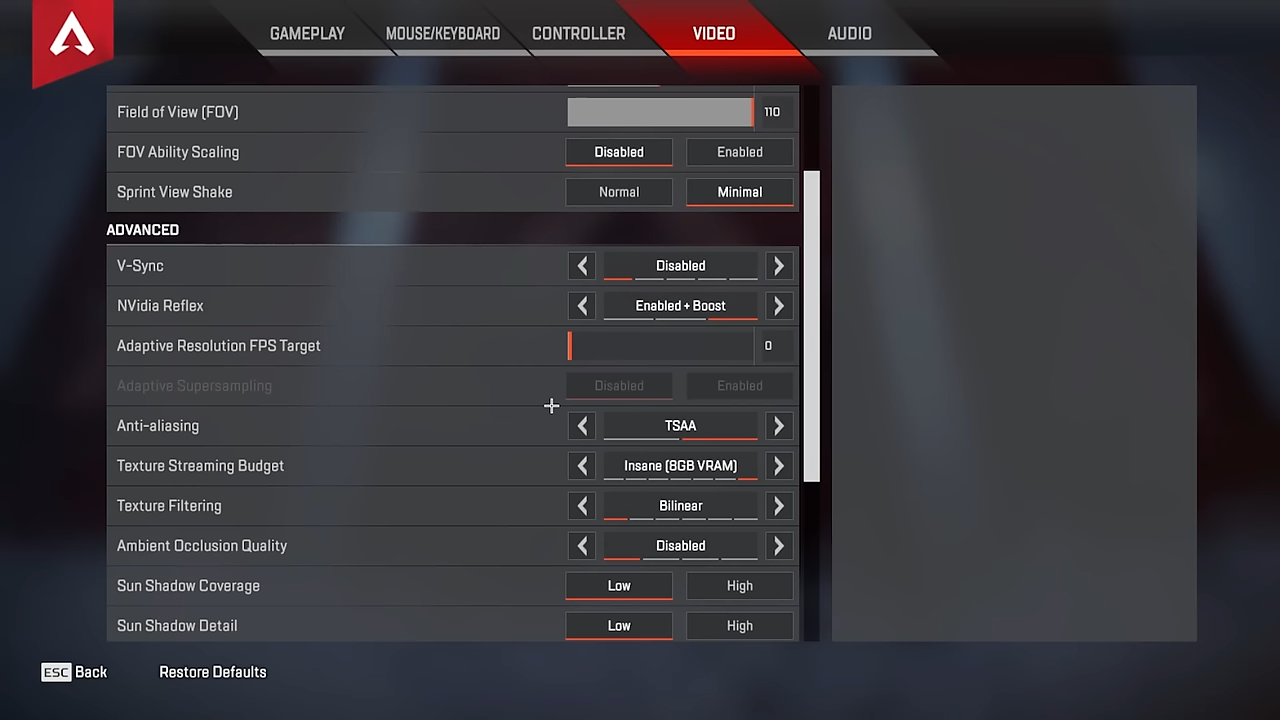 GAMEPLAY MOUSE/KEYBOARD CONTROLLER VIDEO AUDIO
Field of View (FOV) 110
FOV Ability Scaling Disabled Enabled
Sprint View Shake Normal Minimal
ADVANCED
V-Sync Disabled
NVidia Reflex Enabled + Boost
Adaptive Resolution FPS Target 0
Adaptive Supersampling Disabled Enabled
Anti-aliasing TSAA
Texture Streaming Budget Insane (8GB VRAM)
Texture Filtering Bilinear
Ambient Occlusion Quality Disabled
Sun Shadow Coverage Low High
Sun Shadow Detail Low High
ESC Back Restore Defaults